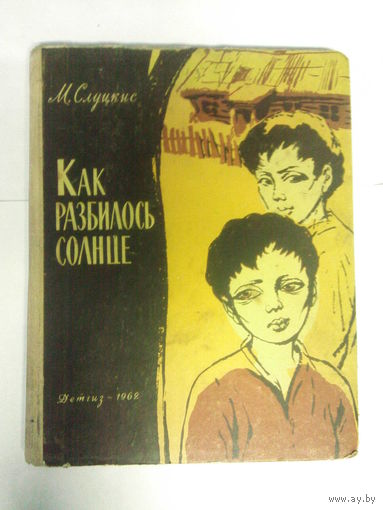 М. Слуцкис
Как
разбилось
солнце
Детгиз - 1962
www.ay.by